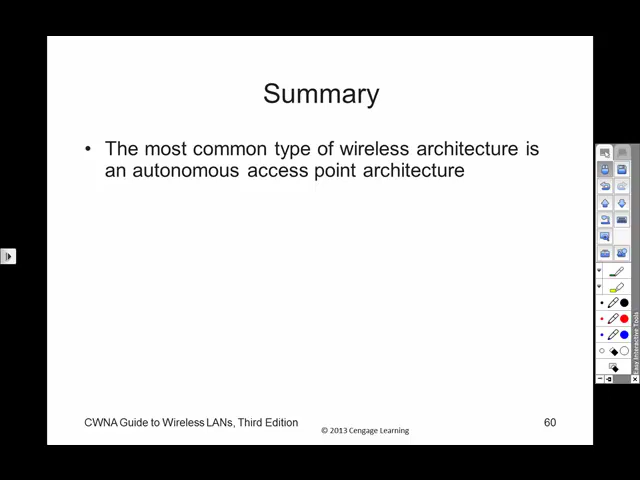 Summary
• The most common type of wireless architecture is
an autonomous access point architecture
CWNA Guide to Wireless LANs, Third Edition
© 2013 Cengage Learning
60
Easy Interactive Tools